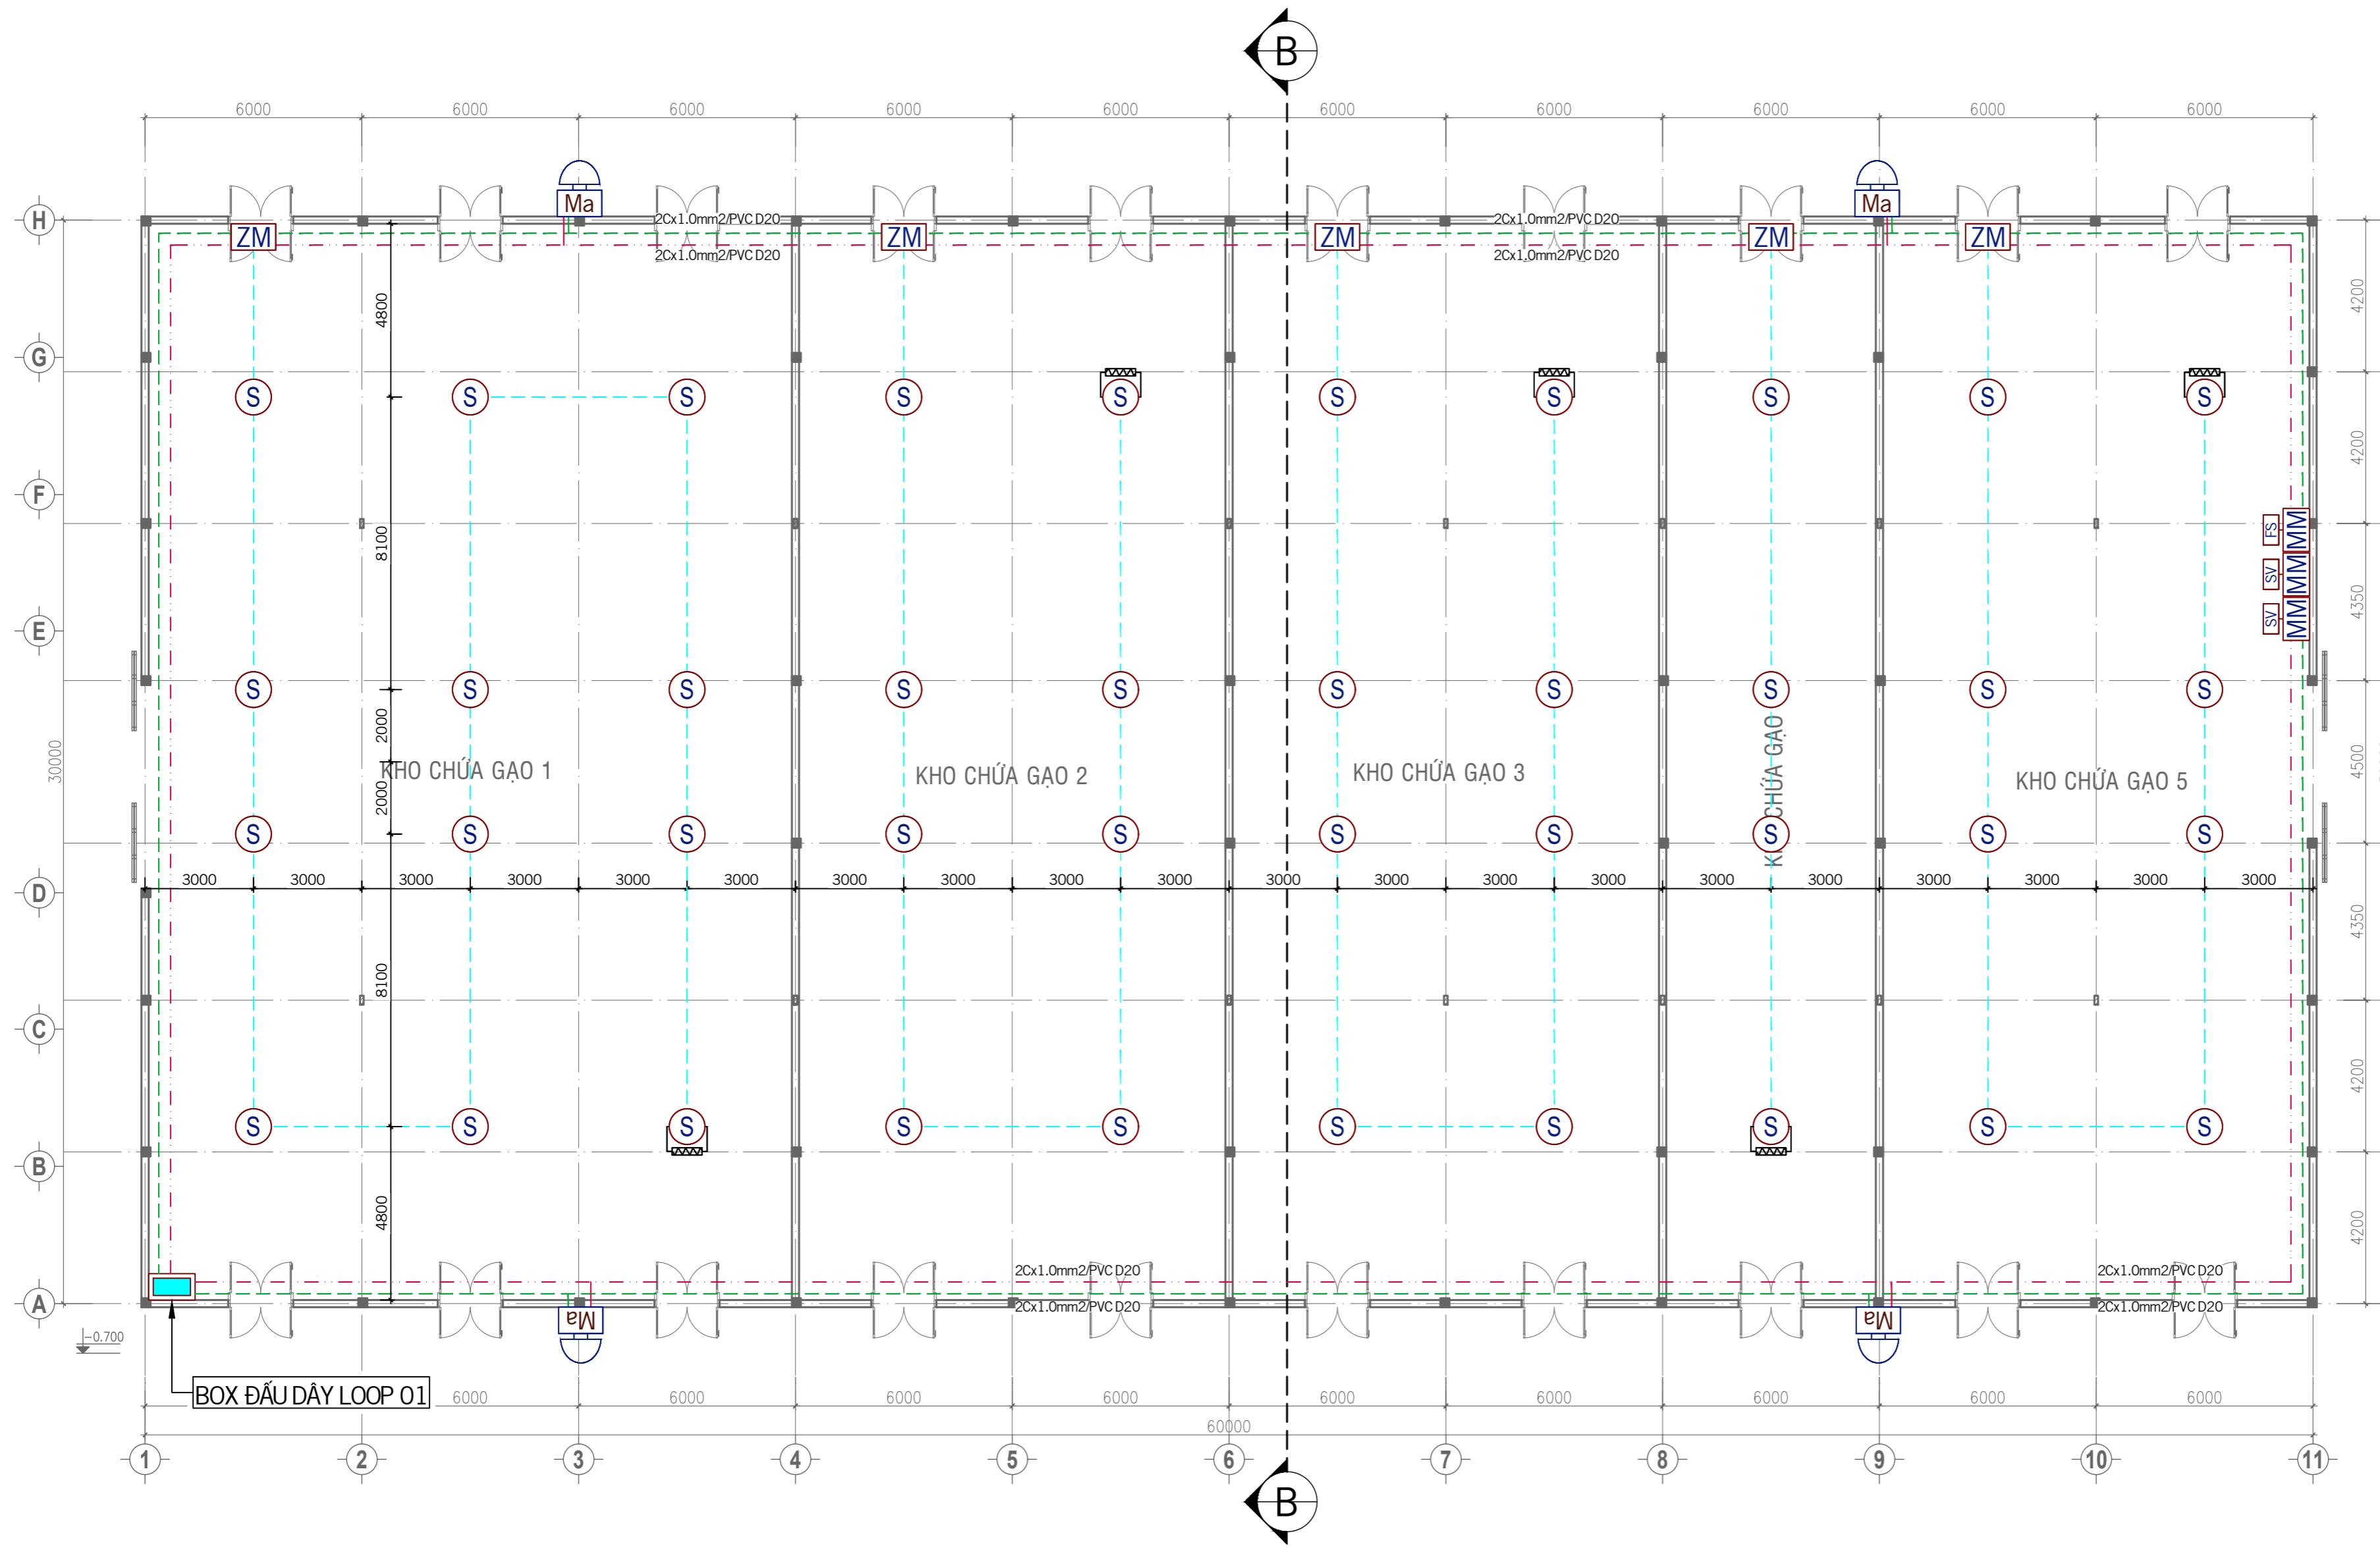 B
6000 6000 6000 6000 6000 6000 6000 6000 6000 6000
Ma Ma
H 2Cx1.0mm2/PVC D20 2Cx1.0mm2/PVC D20
ZM ZM ZM ZM ZM
2Cx1.0mm2/PVC D20 2Cx1.0mm2/PVC D20
4800 4200
G
S S S S S S S S S S
4200
F
8100 FS MM
SV MM
4350
E SV MM
S S S S S S S S S S
2000
30000 4500
KHO CHỨA GẠO 1 KHO CHỨA GẠO 2 KHO CHỨA GẠO 3 CHỨA GẠO KHO CHỨA GẠO 5
2000
S S S S S S S S S S
3000 3000 3000 3000 3000 3000 3000 3000 3000 3000 3000 3000 3000 3000 3000 3000 3000 3000 3000 3000
D
4350
8100
C
4200
S S S S S S S S S S
B
4800 4200
2Cx1.0mm2/PVC D20 2Cx1.0mm2/PVC D20
A
2Cx1.0mm2/PVC D20 2Cx1.0mm2/PVC D20
Ma Ma
-0.700
BOX ĐẤU DÂY LOOP 01
6000 6000 6000 6000 6000 6000 6000 6000 6000
60000
1 2 3 4 5 6 7 8 9 10 11
B